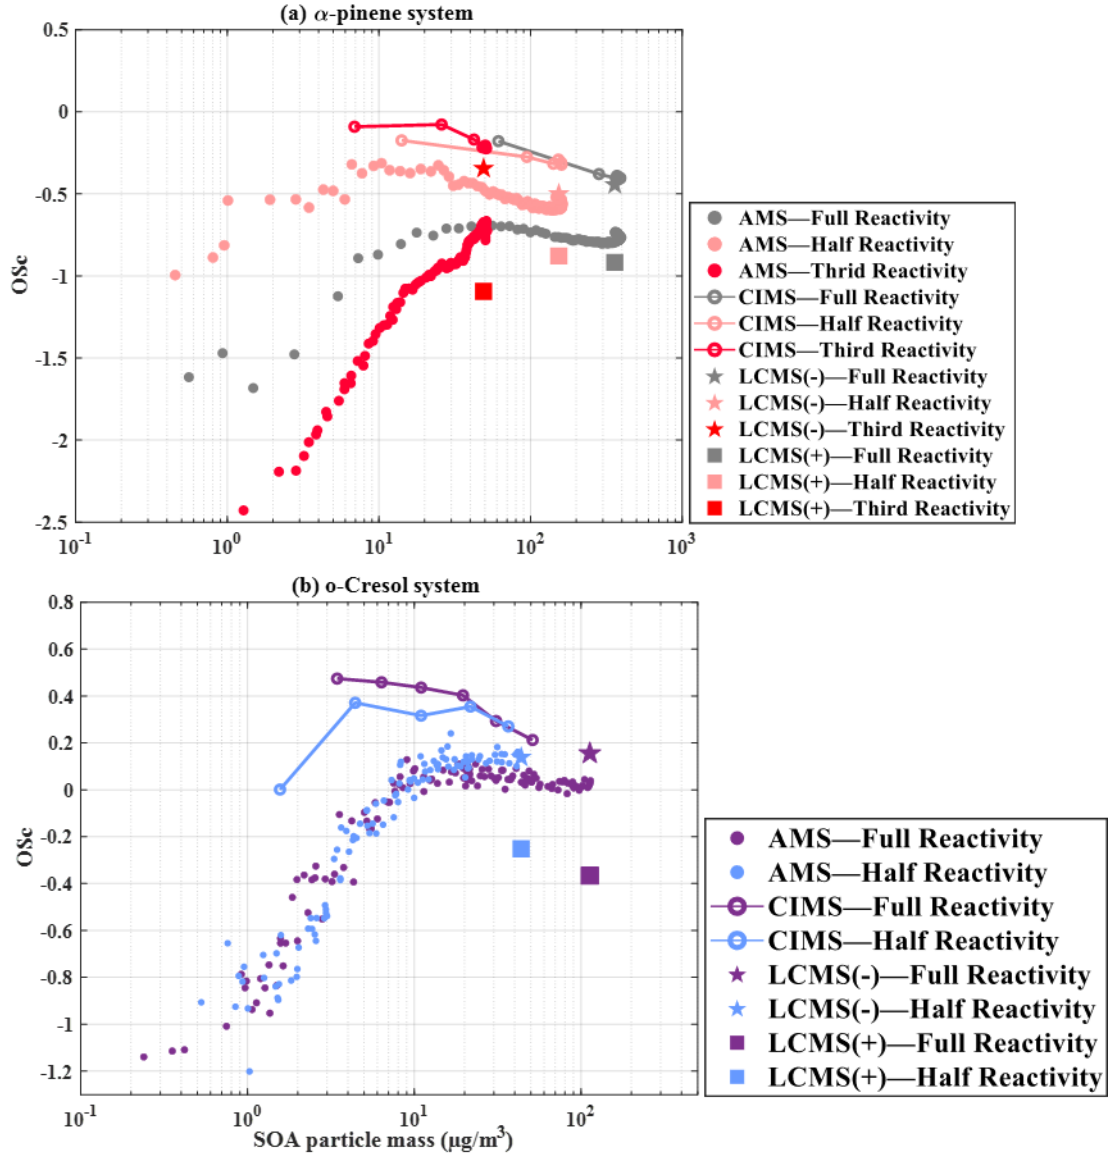 (a) α-pinene system
0.5
0
-0.5
-1
-1.5
-2
-2.5
OSc
10^-1
10^0
10^1
10^2
10^3
AMS—Full Reactivity
AMS—Half Reactivity
AMS—Thrid Reactivity
CIMS—Full Reactivity
CIMS—Half Reactivity
CIMS—Third Reactivity
LCMS(-)—Full Reactivity
LCMS(-)—Half Reactivity
LCMS(-)—Third Reactivity
LCMS(+)—Full Reactivity
LCMS(+)—Half Reactivity
LCMS(+)—Third Reactivity
(b) o-Cresol system
0.8
0.6
0.4
0.2
0
-0.2
-0.4
-0.6
-0.8
-1
-1.2
OSc
10^-1
10^0
10^1
10^2
SOA particle mass (μg/m^3)
AMS—Full Reactivity
AMS—Half Reactivity
CIMS—Full Reactivity
CIMS—Half Reactivity
LCMS(-)—Full Reactivity
LCMS(-)—Half Reactivity
LCMS(+)—Full Reactivity
LCMS(+)—Half Reactivity